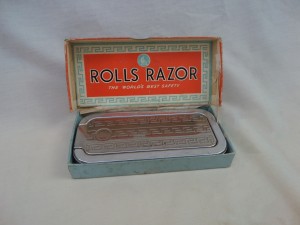 ROLLS RAZOR
THE WORLD'S BEST SAFETY